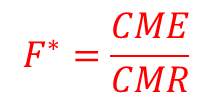 F* = CME / CMR